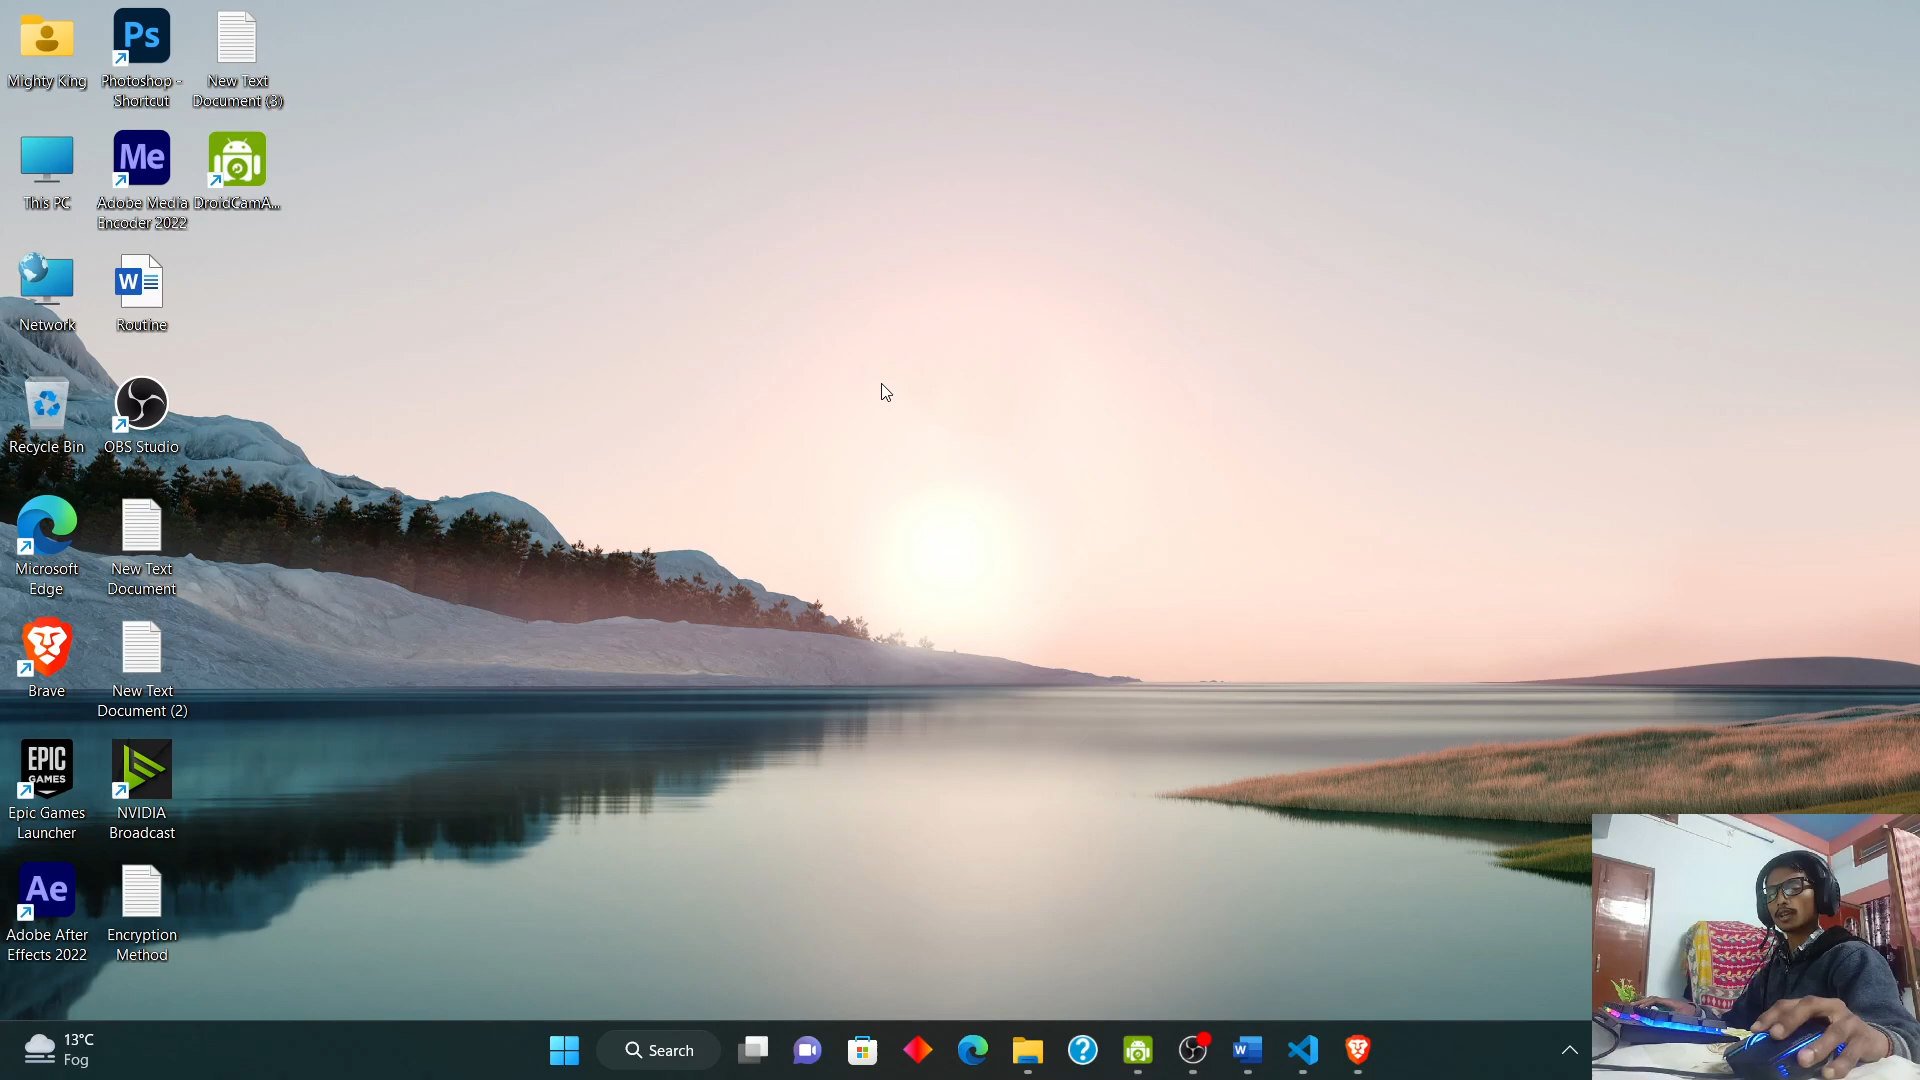 Mighty King
Ps
Photoshop -
Shortcut
New Text
Document (3)
This PC
Me
Adobe Media
Encoder 2022
DroidCamA...
Network
W
Routine
Recycle Bin
OBS Studio
Microsoft
Edge
New Text
Document
Brave
New Text
Document (2)
EPIC
GAMES
Epic Games
Launcher
NVIDIA
Broadcast
Ae
Adobe After
Effects 2022
Encryption
Method
13°C
Fog
Search
?
W